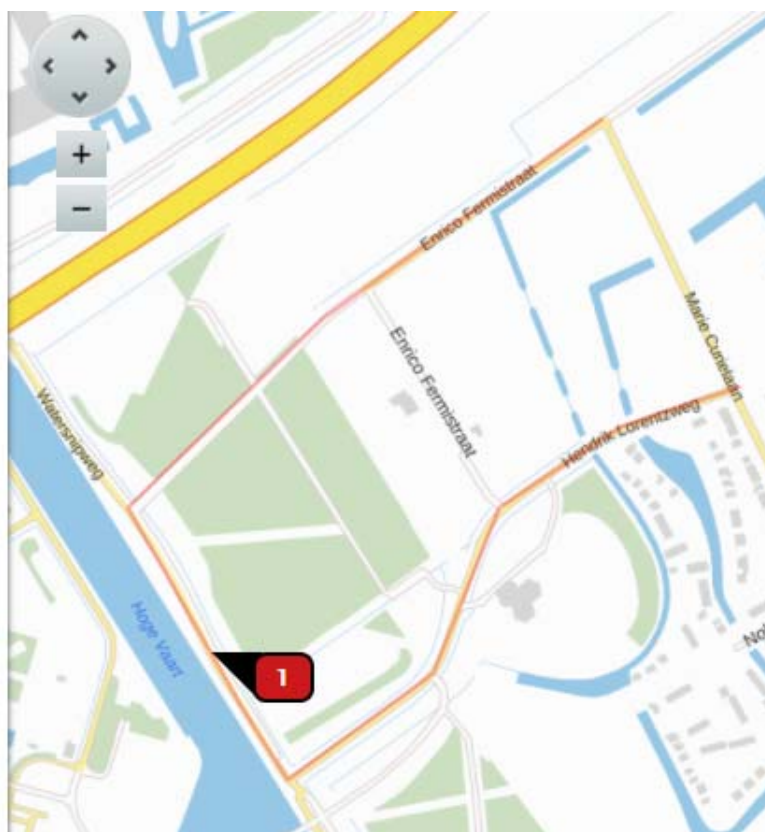 +
−
Enrico Fermistraat
Marie Curielaan
Enrico Fermistraat
Watersnipweg
Hendrik Lorentzweg
Hoge Vaart
1